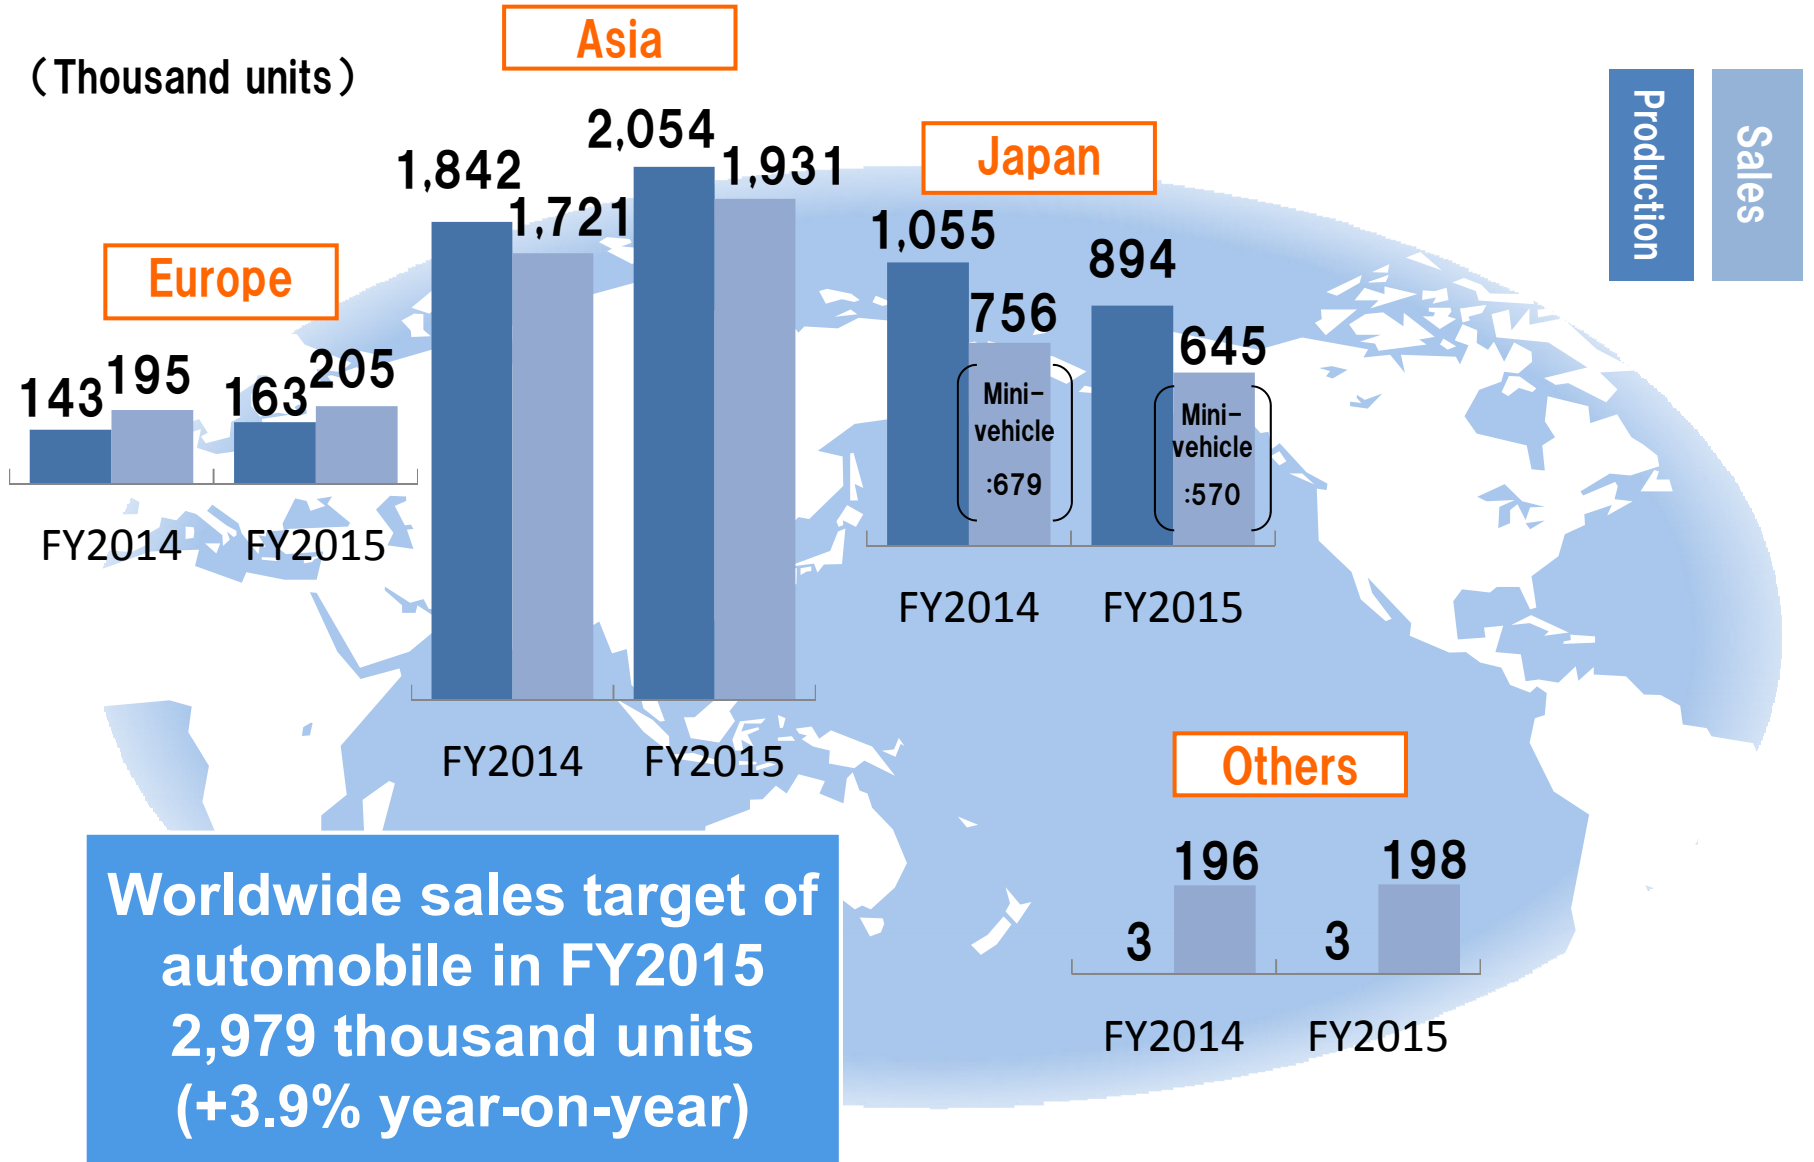 （Thousand units）
Production
Sales
Europe
143
195
163
205
FY2014
FY2015
Asia
1,842
1,721
2,054
1,931
FY2014
FY2015
Japan
1,055
756
Mini-
vehicle
:679
894
645
Mini-
vehicle
:570
FY2014
FY2015
Others
3
196
3
198
FY2014
FY2015
Worldwide sales target of
automobile in FY2015
2,979 thousand units
(+3.9% year-on-year)